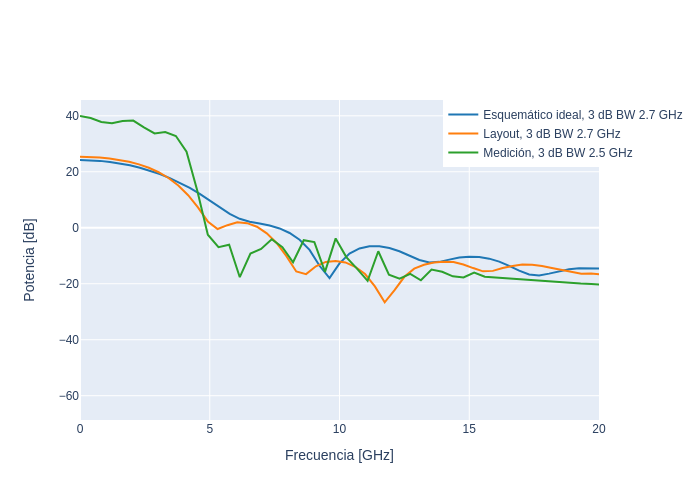 Esquemático ideal, 3 dB BW 2.7 GHz
Layout, 3 dB BW 2.7 GHz
Medición, 3 dB BW 2.5 GHz
40
20
0
−20
−40
−60
Potencia [dB]
0 5 10 15 20
Frecuencia [GHz]